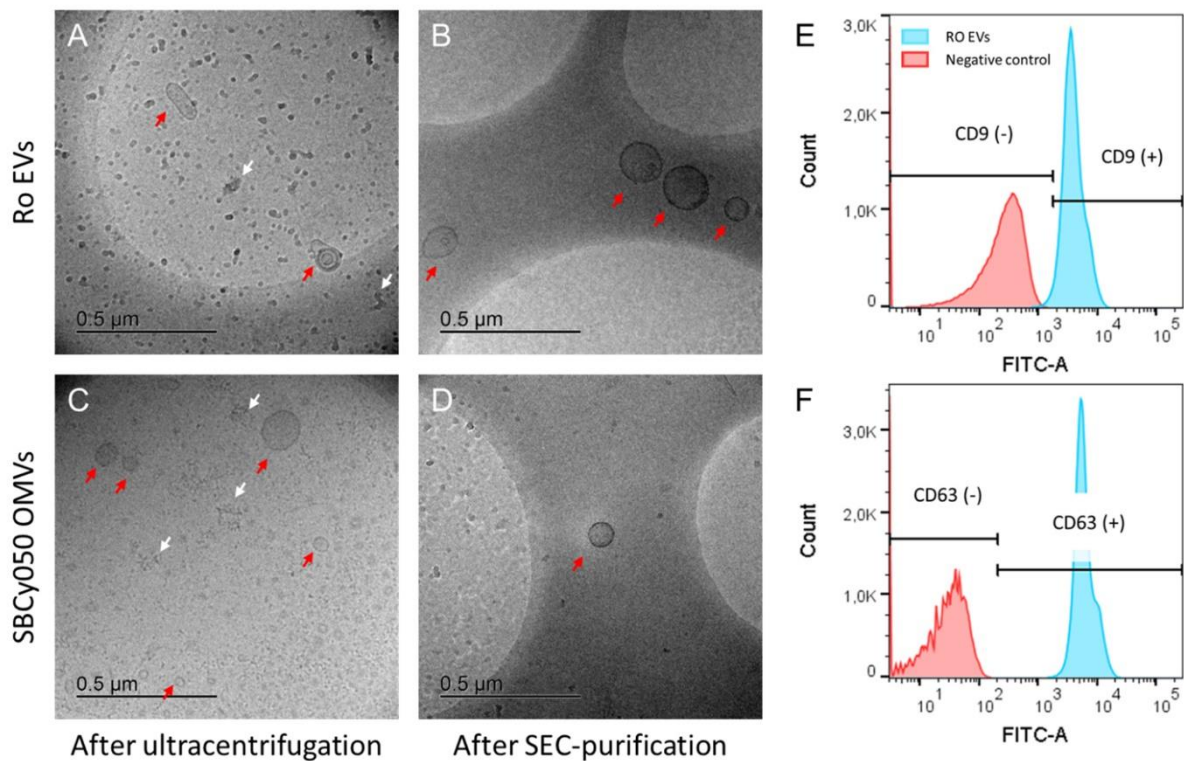 A
B
Ro EVs
0.5 µm
0.5 µm
C
D
SBCy050 OMVs
0.5 µm
0.5 µm
After ultracentrifugation
After SEC-purification
E
3,0K
2,0K
1,0K
0
Count
RO EVs
Negative control
CD9 (-)
CD9 (+)
10¹ 10² 10³ 10⁴ 10⁵
FITC-A
F
3,0K
2,0K
1,0K
0
Count
CD63 (-)
CD63 (+)
10¹ 10² 10³ 10⁴ 10⁵
FITC-A